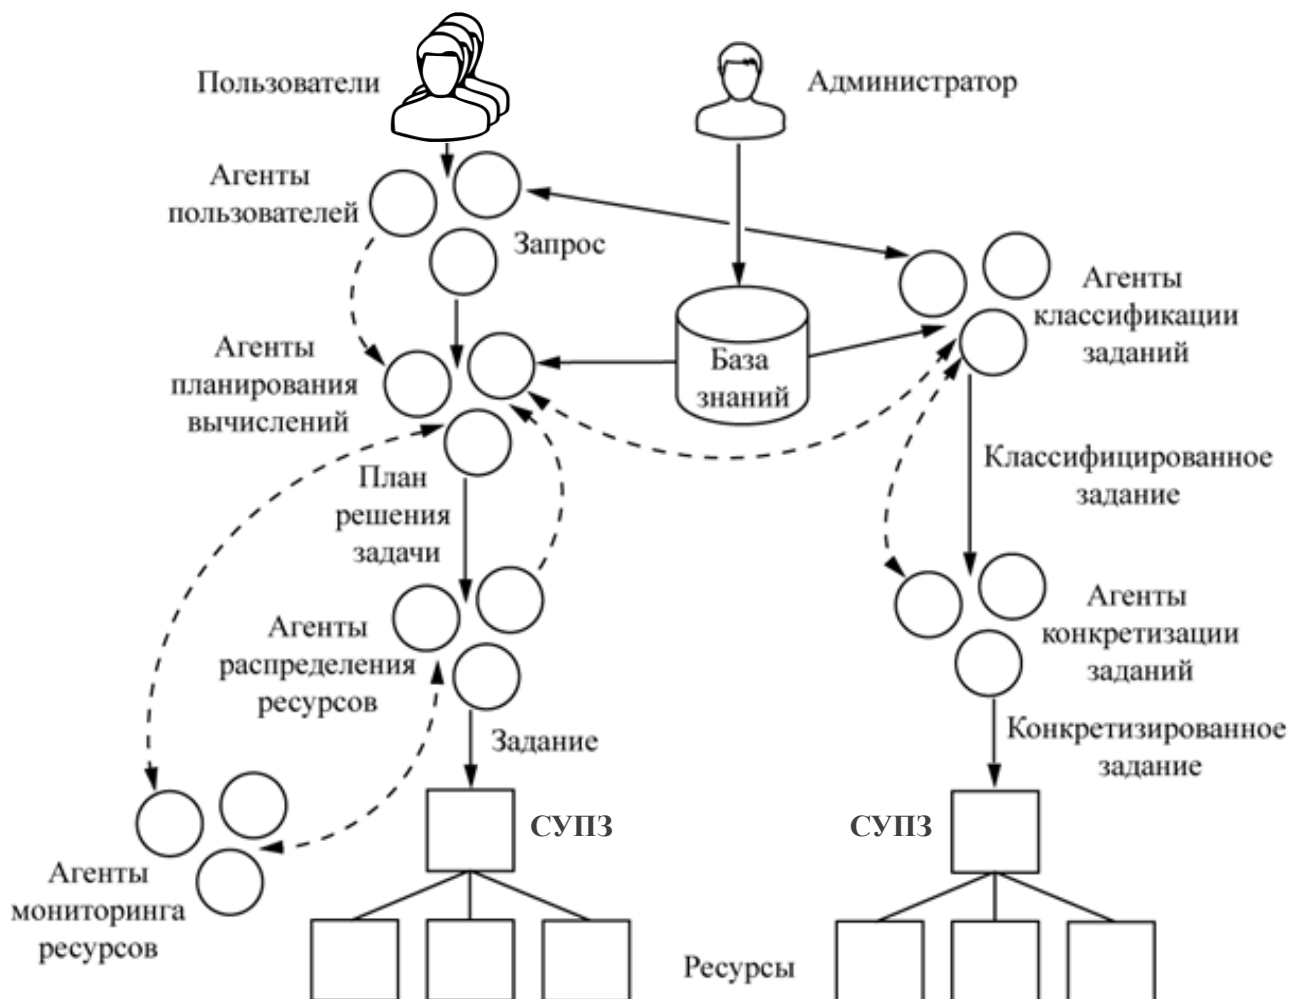 Пользователи
Администратор
Агенты
пользователей
Запрос
Агенты
классификации
заданий
Агенты
планирования
вычислений
База
знаний
План
решения
задачи
Классифицированное
задание
Агенты
распределения
ресурсов
Агенты
конкретизации
заданий
Задание
Конкретизированное
задание
СУПЗ
СУПЗ
Агенты
мониторинга
ресурсов
Ресурсы